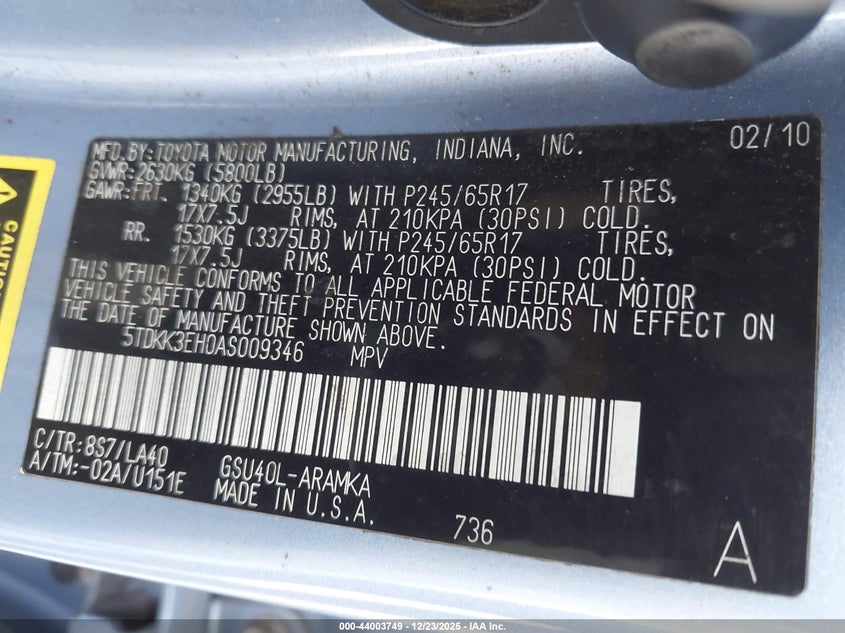 MFD.BY:TOYOTA MOTOR MANUFACTURING, INDIANA, INC. 02/10
GVWR:2630KG (5800LB)
GAWR:FRT. 1340KG (2955LB) WITH P245/65R17 TIRES,
17X7.5J RIMS, AT 210KPA (30PSI) COLD.
RR. 1530KG (3375LB) WITH P245/65R17 TIRES,
17X7.5J RIMS, AT 210KPA (30PSI) COLD.
THIS VEHICLE CONFORMS TO ALL APPLICABLE FEDERAL MOTOR
VEHICLE SAFETY AND THEFT PREVENTION STANDARDS IN EFFECT ON
THE DATE OF MANUFACTURE SHOWN ABOVE.
5TDKK3EH0AS009346 MPV
C/TR:8S7/LA40
A/TM:-02A/U151E
GSU40L-ARAMKA
MADE IN U.S.A.
736
A
CAUTION
000-44003749 - 12/23/2025 - IAA Inc.